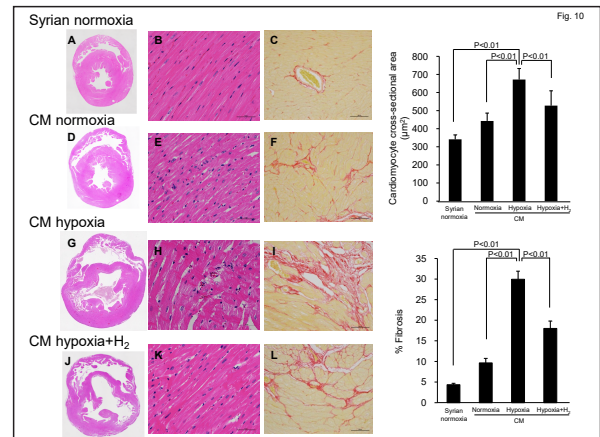 Fig. 10
Syrian normoxia
A
B
C
CM normoxia
D
E
F
CM hypoxia
G
H
I
CM hypoxia+H₂
J
K
L
P<0.01
P<0.01
P<0.01
Cardiomyocyte cross-sectional area
(μm²)
800
700
600
500
400
300
200
100
0
Syrian
normoxia
Normoxia
Hypoxia
Hypoxia+H₂
CM
P<0.01
P<0.01
P<0.01
% Fibrosis
35
30
25
20
15
10
5
0
Syrian
normoxia
Normoxia
Hypoxia
Hypoxia+H₂
CM